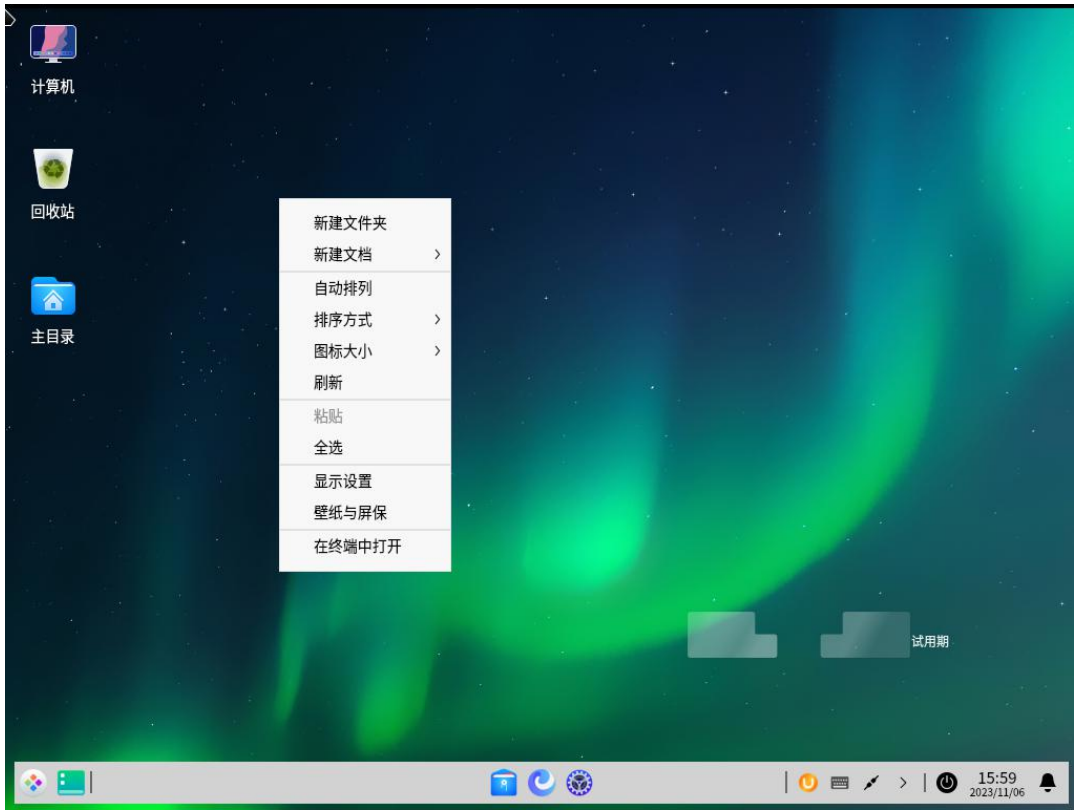 计算机
回收站
主目录
新建文件夹
新建文档
自动排列
排序方式
图标大小
刷新
粘贴
全选
显示设置
壁纸与屏保
在终端中打开
试用期
15:59
2023/11/06